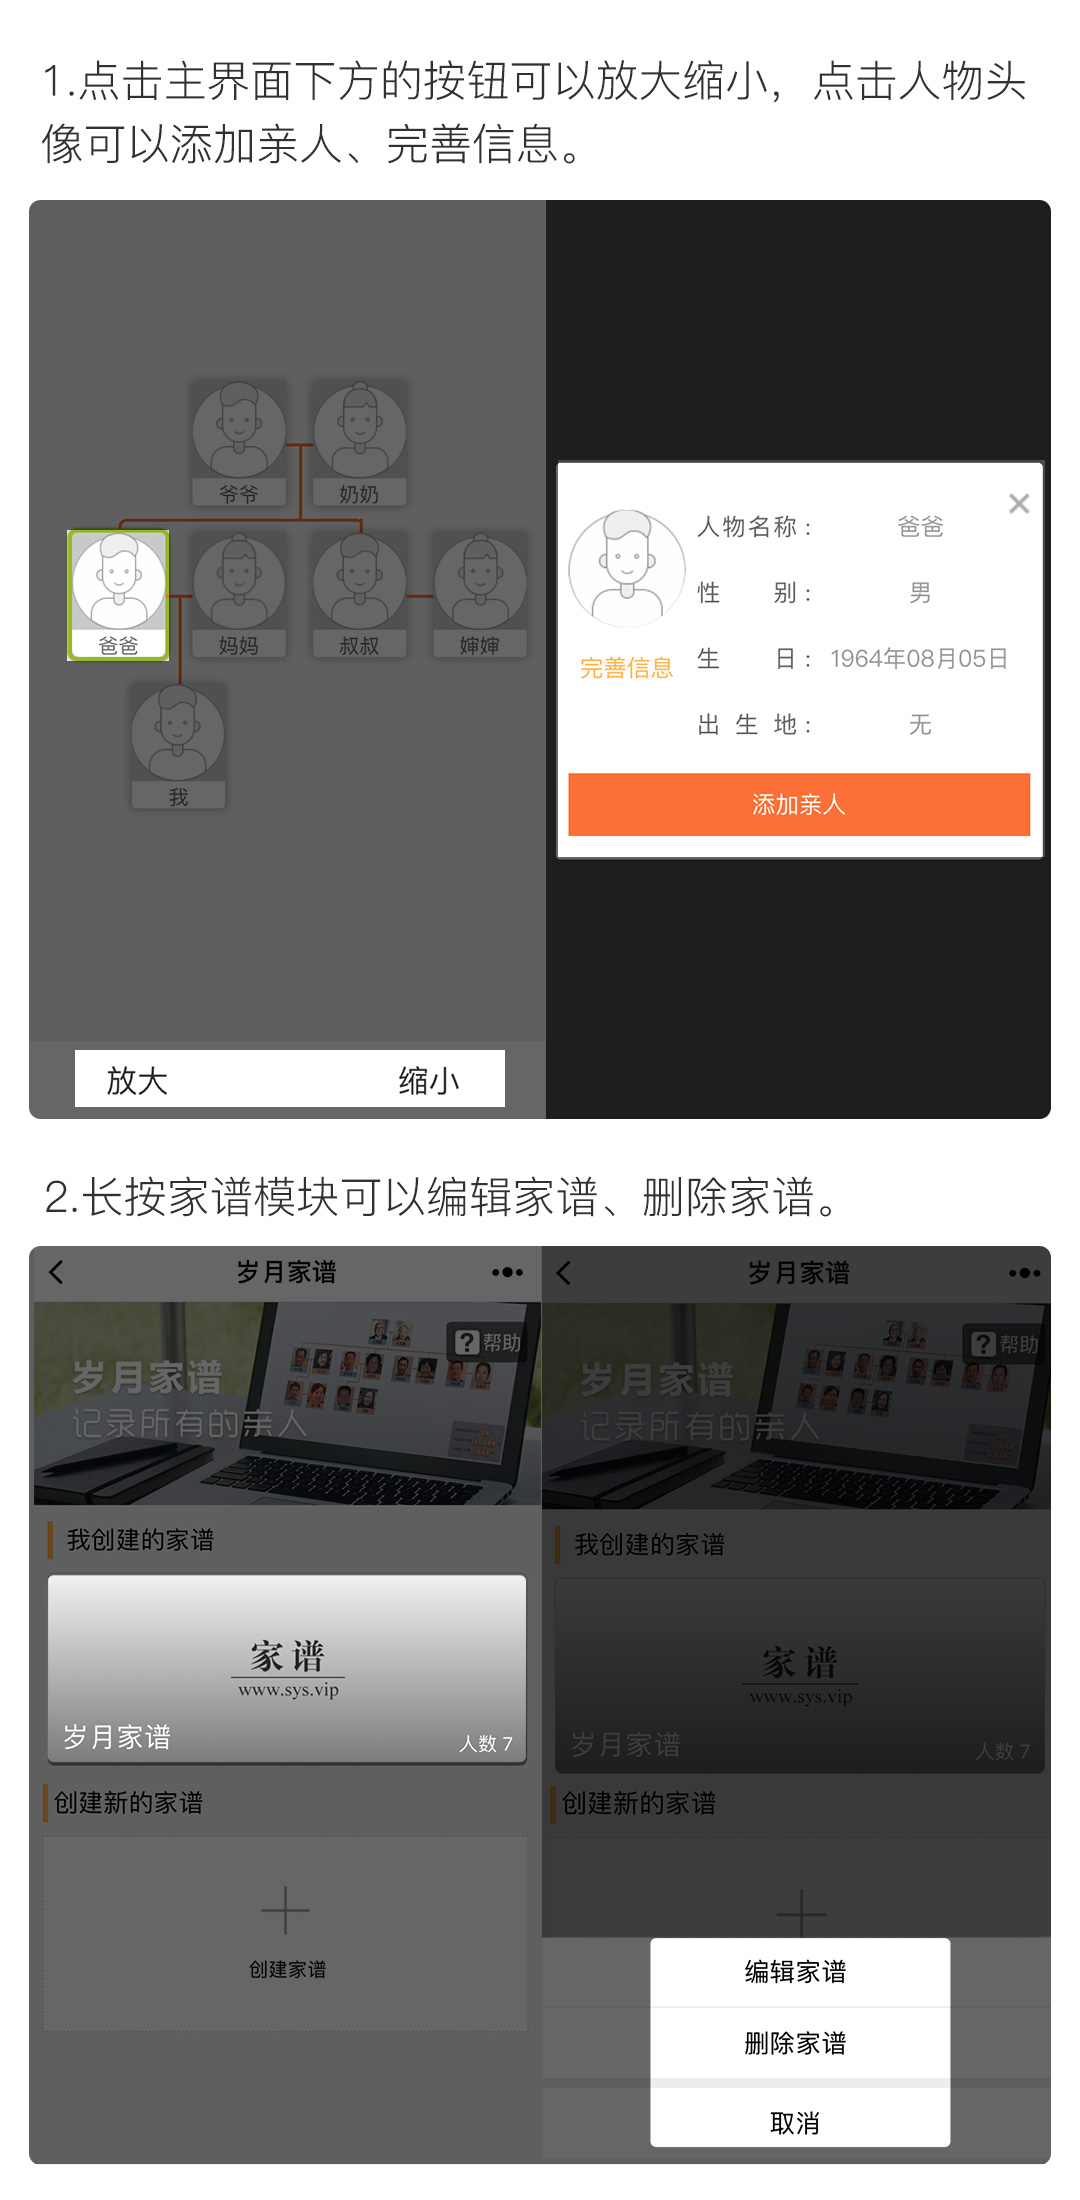 1.点击主界面下方的按钮可以放大缩小，点击人物头
像可以添加亲人、完善信息。
爷爷
奶奶
爸爸
妈妈
叔叔
婶婶
我
放大
缩小
人物名称： 爸爸
性 别： 男
完善信息
生 日： 1964年08月05日
出生地： 无
添加亲人
2.长按家谱模块可以编辑家谱、删除家谱。
岁月家谱
?帮助
岁月家谱
记录所有的亲人
我创建的家谱
家谱
www.sys.vip
岁月家谱
人数 7
创建新的家谱
创建家谱
岁月家谱
?帮助
岁月家谱
记录所有的亲人
我创建的家谱
家谱
www.sys.vip
岁月家谱
人数 7
创建新的家谱
编辑家谱
删除家谱
取消